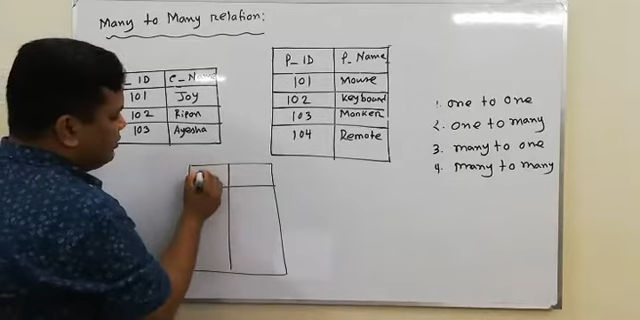 Many to Many relation:
_ ID C_Name
101 Joy
102 Ripon
103 Ayesha
P_ID P_Name
101 Mouse
102 Keyboard
103
104 Remote
1. one to one
2. one to many
3. many to one
4. many to many